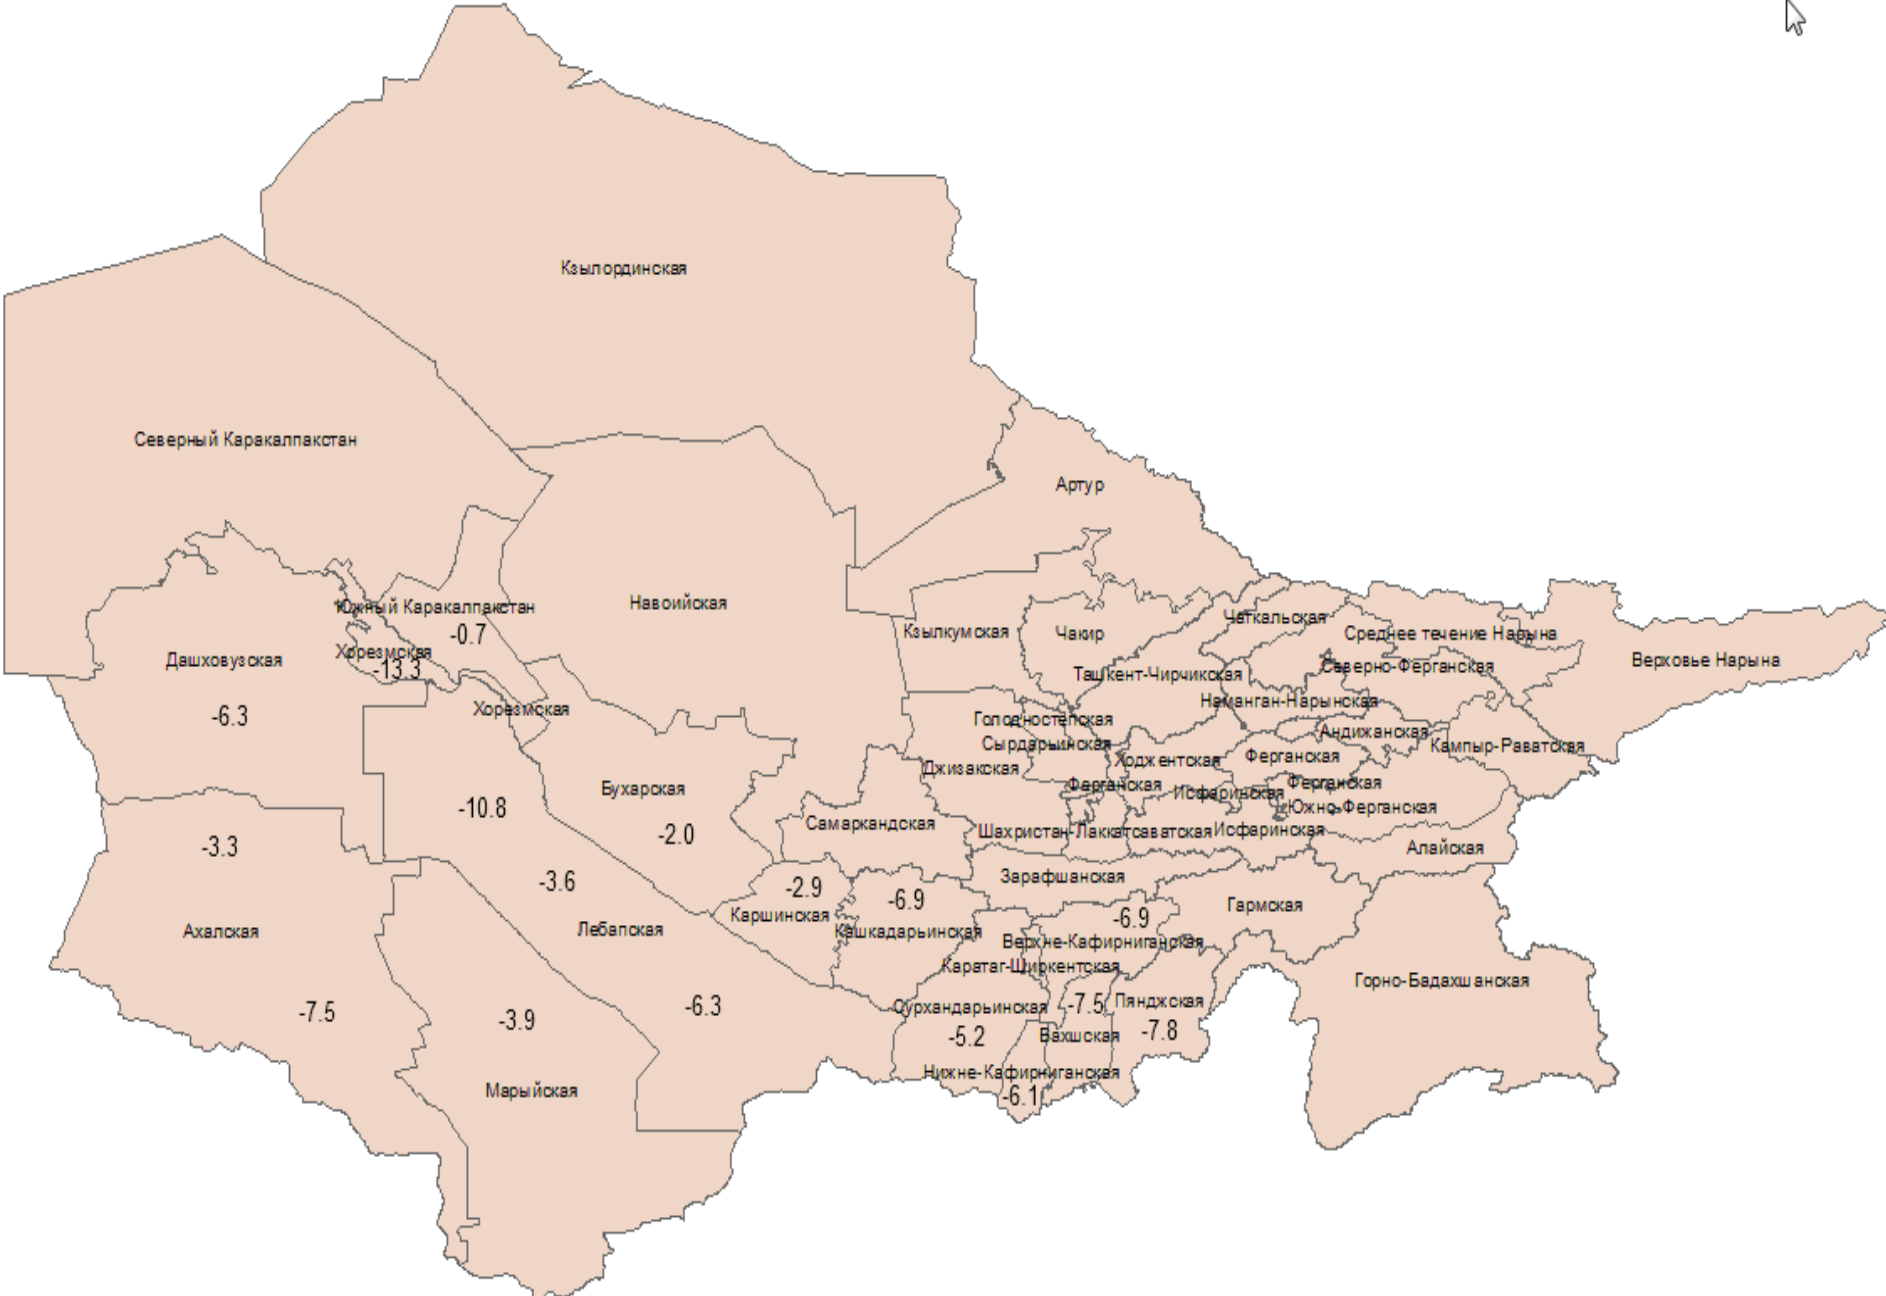 Кзылординская
Северный Каракалпакстан
Артур
Навоийская
Южный Каракалпакстан
-0.7
Хорезмская
-13.3
Дашховузская
-6.3
Хорезмская
Кзылкумская
Чакир
Чаткальская
Среднее течение Нарына
Верховье Нарына
Ташкент-Чирчикская
Северно-Ферганская
Наманган-Нарынская
Голодностепская
Сырдарьинская
Джизакская
Ходжентская
Андижанская
Кампыр-Раватская
Ферганская
Ферганская
Ферганская
Исфаринская
Южно-Ферганская
Шахристан-Лаккатсаватская
Исфаринская
Алайская
Бухарская
-2.0
-10.8
Самаркандская
-3.3
-3.6
-2.9
Каршинская
-6.9
Кашкадарьинская
Зарафшанская
Гармская
-6.9
Верхне-Кафирниганская
Каратаг-Ширкентская
Ахалская
-7.5
Лебапская
-6.3
-3.9
Марыйская
Сурхандарьинская
-5.2
-7.5
Вахшская
Пянджская
-7.8
Горно-Бадахшанская
Нижне-Кафирниганская
-6.1